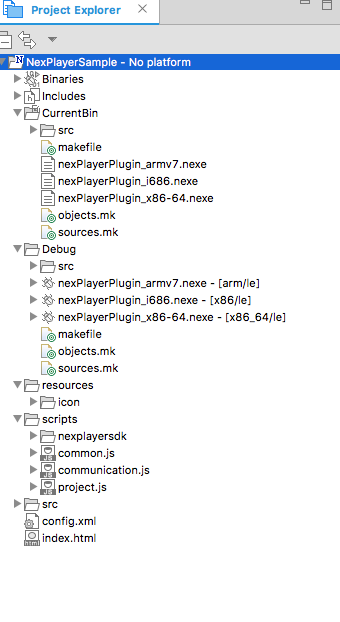 Project Explorer
NexPlayerSample - No platform
Binaries
Includes
CurrentBin
src
makefile
nexPlayerPlugin_armv7.nexe
nexPlayerPlugin_i686.nexe
nexPlayerPlugin_x86-64.nexe
objects.mk
sources.mk
Debug
src
nexPlayerPlugin_armv7.nexe - [arm/le]
nexPlayerPlugin_i686.nexe - [x86/le]
nexPlayerPlugin_x86-64.nexe - [x86_64/le]
makefile
objects.mk
sources.mk
resources
icon
scripts
nexplayersdk
common.js
communication.js
project.js
src
config.xml
index.html